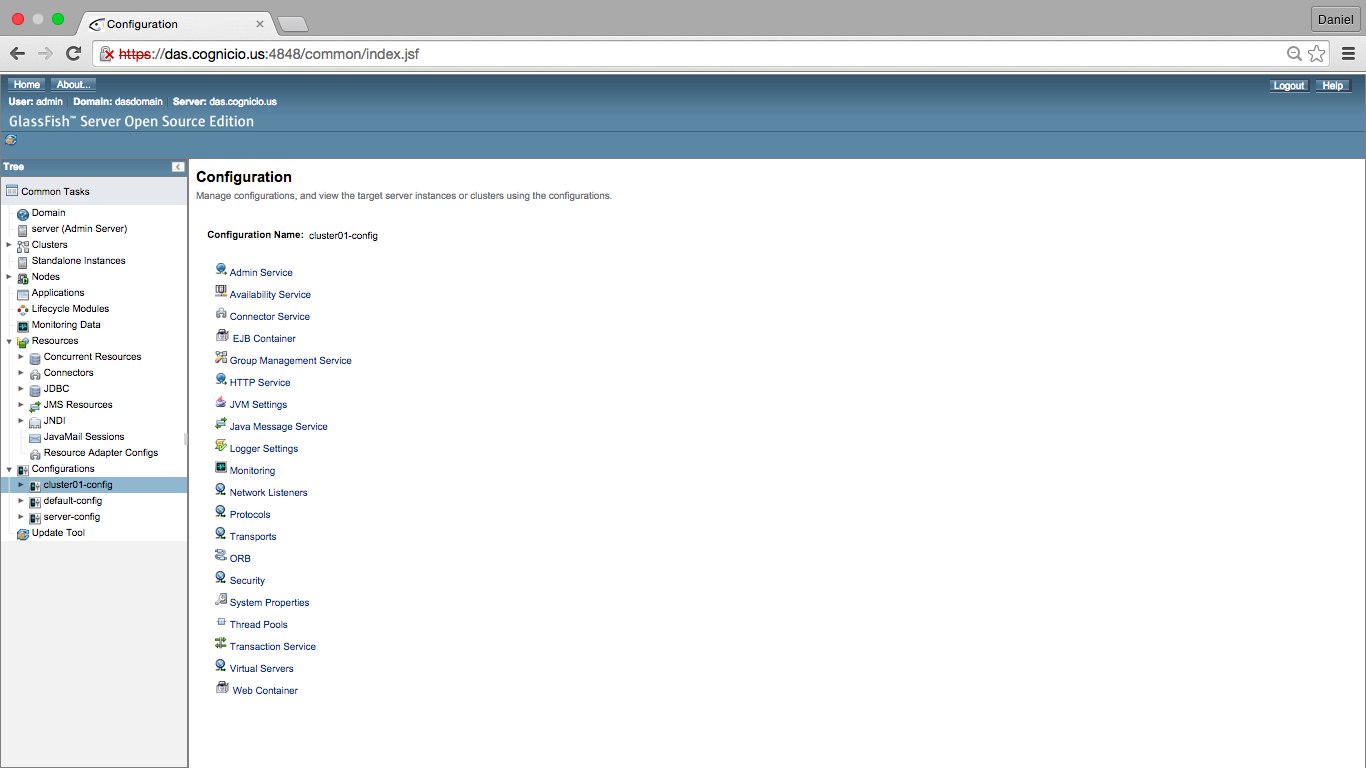 Configuration
Daniel
https://das.cognicio.us:4848/common/index.jsf
Home About... Logout Help
User: admin Domain: dasdomain Server: das.cognicio.us
GlassFish™ Server Open Source Edition
Tree
Common Tasks
Domain
server (Admin Server)
Clusters
Standalone Instances
Nodes
Applications
Lifecycle Modules
Monitoring Data
Resources
Concurrent Resources
Connectors
JDBC
JMS Resources
JNDI
JavaMail Sessions
Resource Adapter Configs
Configurations
cluster01-config
default-config
server-config
Update Tool
Configuration
Manage configurations, and view the target server instances or clusters using the configurations.
Configuration Name: cluster01-config
Admin Service
Availability Service
Connector Service
EJB Container
Group Management Service
HTTP Service
JVM Settings
Java Message Service
Logger Settings
Monitoring
Network Listeners
Protocols
Transports
ORB
Security
System Properties
Thread Pools
Transaction Service
Virtual Servers
Web Container